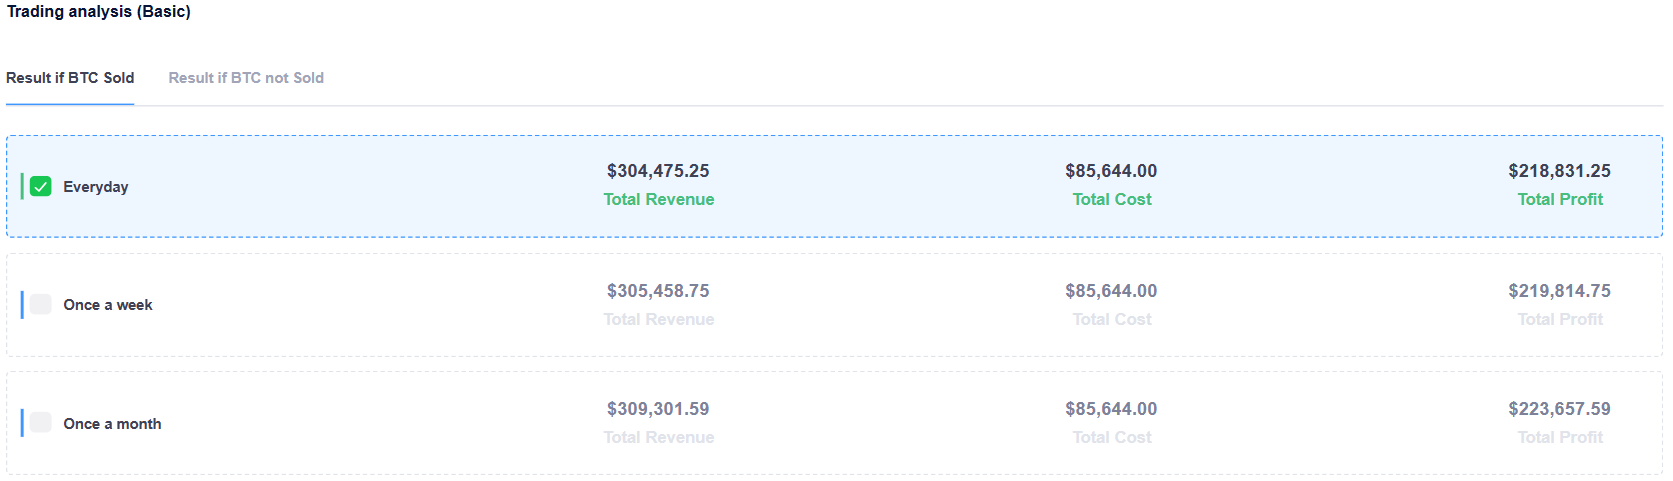 Trading analysis (Basic)
Result if BTC Sold Result if BTC not Sold
Everyday
$304,475.25 $85,644.00 $218,831.25
Total Revenue Total Cost Total Profit
Once a week
$305,458.75 $85,644.00 $219,814.75
Total Revenue Total Cost Total Profit
Once a month
$309,301.59 $85,644.00 $223,657.59
Total Revenue Total Cost Total Profit